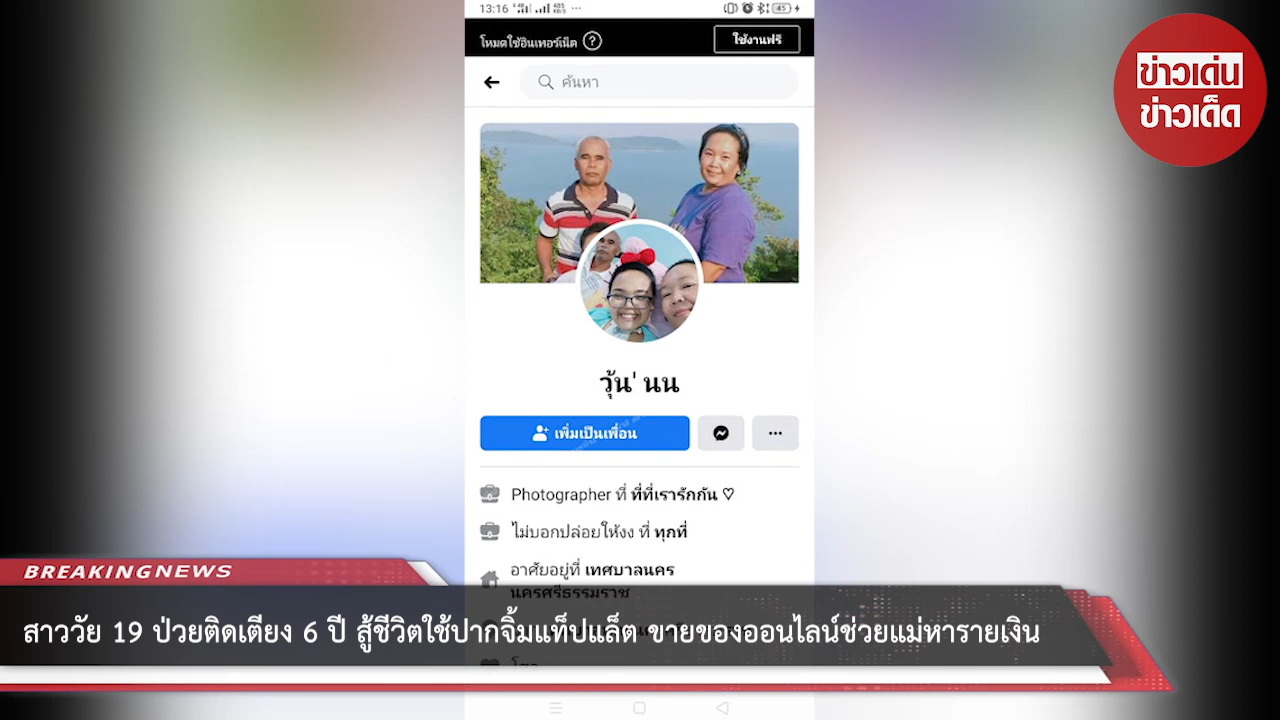 13:16
โหมดใช้อินเทอร์เน็ต ?
ใช้งานฟรี
ข่าวเด่น
ข่าวเด็ด
ค้นหา
วุ้น' นน
เพิ่มเป็นเพื่อน
Photographer ที่ ที่ที่เรารักกัน ♡
ไม่บอกปล่อยให้งง ที่ ทุกที่
อาศัยอยู่ที่ เทศบาลนคร
นครศรีธรรมราช
BREAKINGNEWS
สาววัย 19 ป่วยติดเตียง 6 ปี สู้ชีวิตใช้ปากจิ้มแท็ปแล็ต ขายของออนไลน์ช่วยแม่หารายเงิน